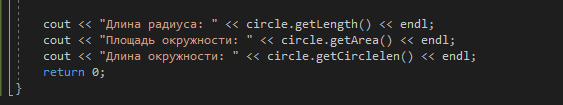 cout << "Длина радиуса: " << circle.getLength() << endl;
cout << "Площадь окружности: " << circle.getArea() << endl;
cout << "Длина окружности: " << circle.getCirclelen() << endl;
return 0;
}